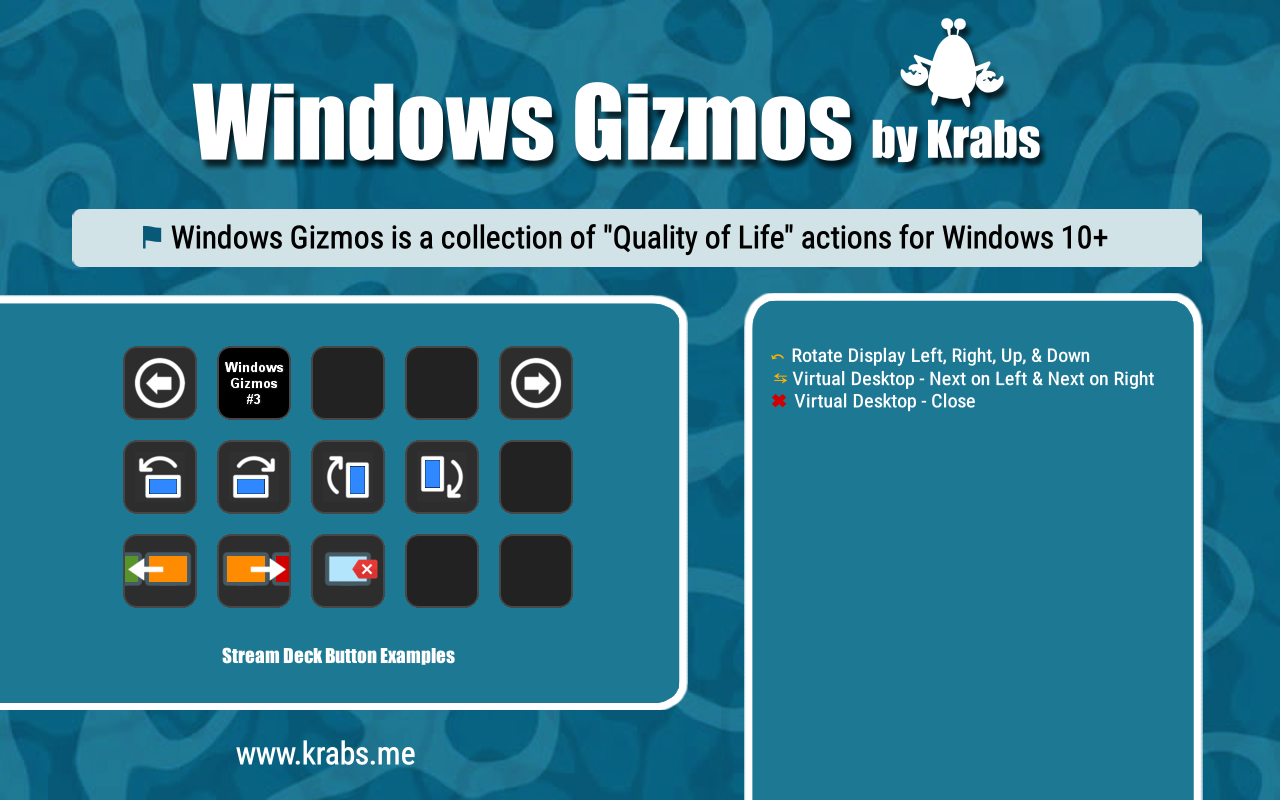 Windows Gizmos by Krabs
Windows Gizmos is a collection of "Quality of Life" actions for Windows 10+
Windows
Gizmos
#3
Stream Deck Button Examples
Rotate Display Left, Right, Up, & Down
Virtual Desktop - Next on Left & Next on Right
Virtual Desktop - Close
www.krabs.me